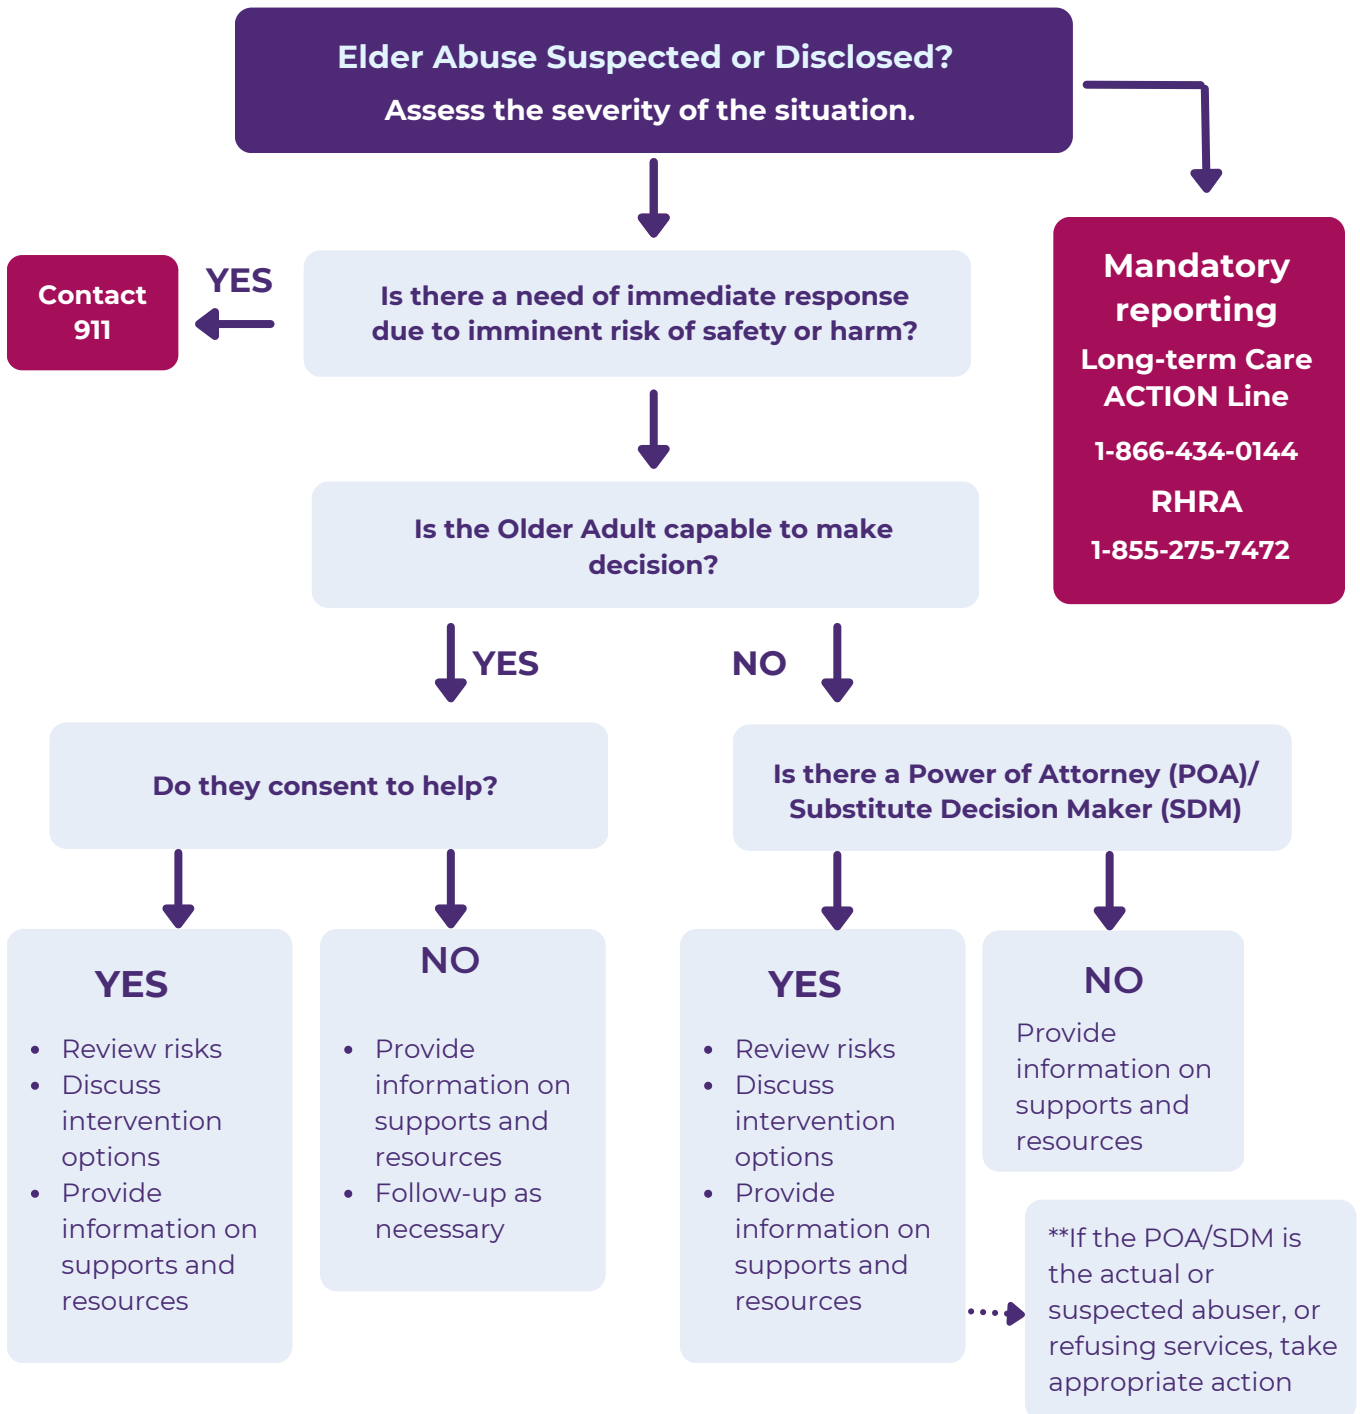 Elder Abuse Suspected or Disclosed?
Assess the severity of the situation.
Contact
911
YES
Is there a need of immediate response
due to imminent risk of safety or harm?
Mandatory
reporting
Long-term Care
ACTION Line
1-866-434-0144
RHRA
1-855-275-7472
Is the Older Adult capable to make
decision?
YES
NO
Do they consent to help?
Is there a Power of Attorney (POA)/
Substitute Decision Maker (SDM)
YES
• Review risks
• Discuss
intervention
options
• Provide
information on
supports and
resources
NO
• Provide
information on
supports and
resources
• Follow-up as
necessary
YES
• Review risks
• Discuss
intervention
options
• Provide
information on
supports and
resources
NO
Provide
information on
supports and
resources
**If the POA/SDM is
the actual or
suspected abuser, or
refusing services, take
appropriate action